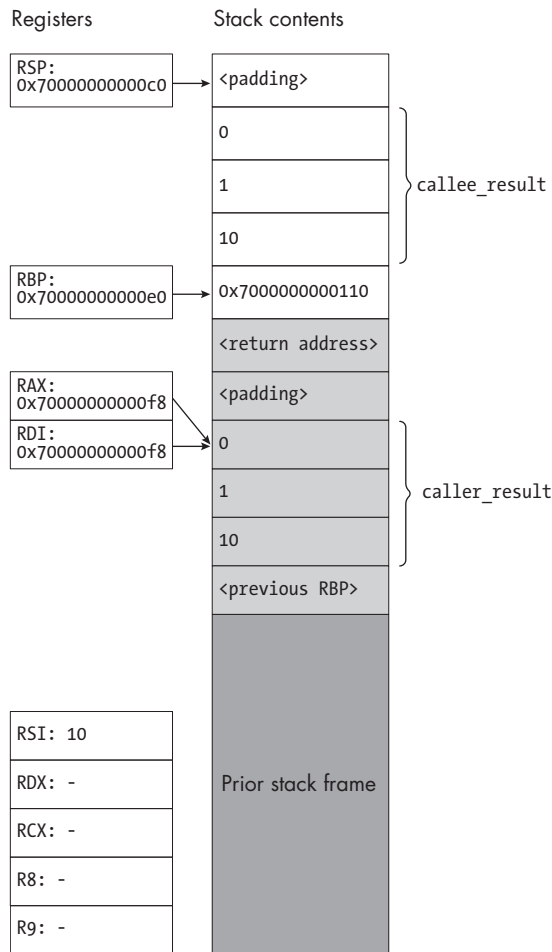 Registers
Stack contents
RSP:
0x70000000000c0
<padding>
0
1
callee_result
10
RBP:
0x70000000000e0
0x7000000000110
<return address>
RAX:
0x70000000000f8
<padding>
RDI:
0x70000000000f8
0
1
caller_result
10
<previous RBP>
RSI: 10
RDX: -
Prior stack frame
RCX: -
R8: -
R9: -